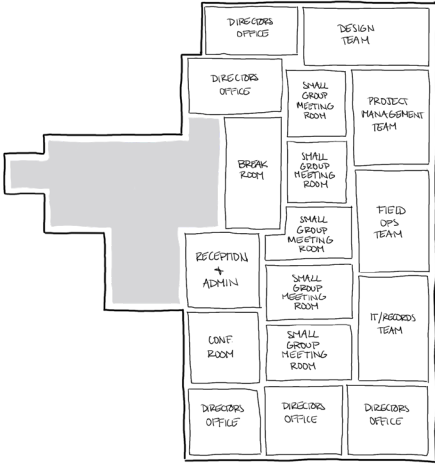 DIRECTORS
OFFICE
DESIGN
TEAM
DIRECTORS
OFFICE
SMALL
GROUP
MEETING
ROOM
PROJECT
MANAGEMENT
TEAM
BREAK
ROOM
SMALL
GROUP
MEETING
ROOM
FIELD
OPS
TEAM
SMALL
GROUP
MEETING
ROOM
RECEPTION
+
ADMIN
SMALL
GROUP
MEETING
ROOM
IT/RECORDS
TEAM
CONF
ROOM
SMALL
GROUP
MEETING
ROOM
DIRECTORS
OFFICE
DIRECTORS
OFFICE
DIRECTORS
OFFICE